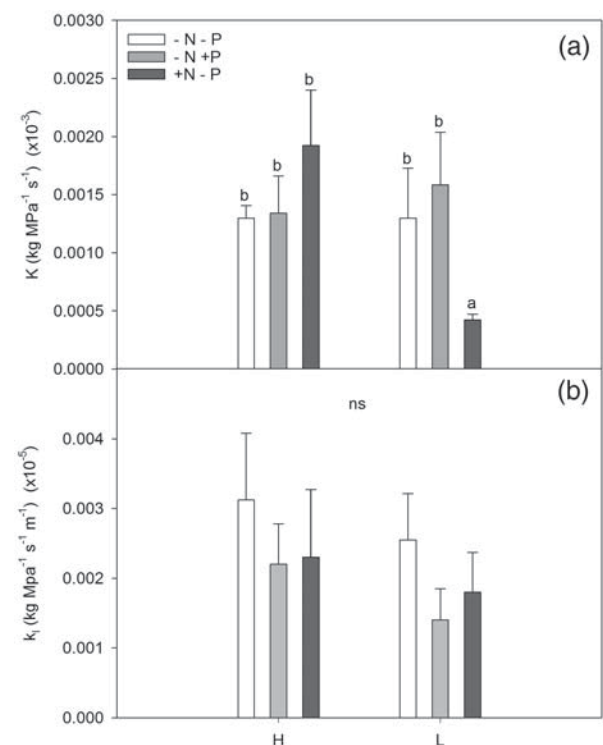 0.0030
- N - P
- N +P
+N - P
(a)
0.0025
0.0020
0.0015
0.0010
0.0005
0.0000
K (kg MPa⁻¹ s⁻¹) (x10⁻³)
b
b
b
b
b
a
(b)
ns
0.004
0.003
0.002
0.001
0.000
kₗ (kg Mpa⁻¹ s⁻¹ m⁻¹) (x10⁻⁵)
H
L